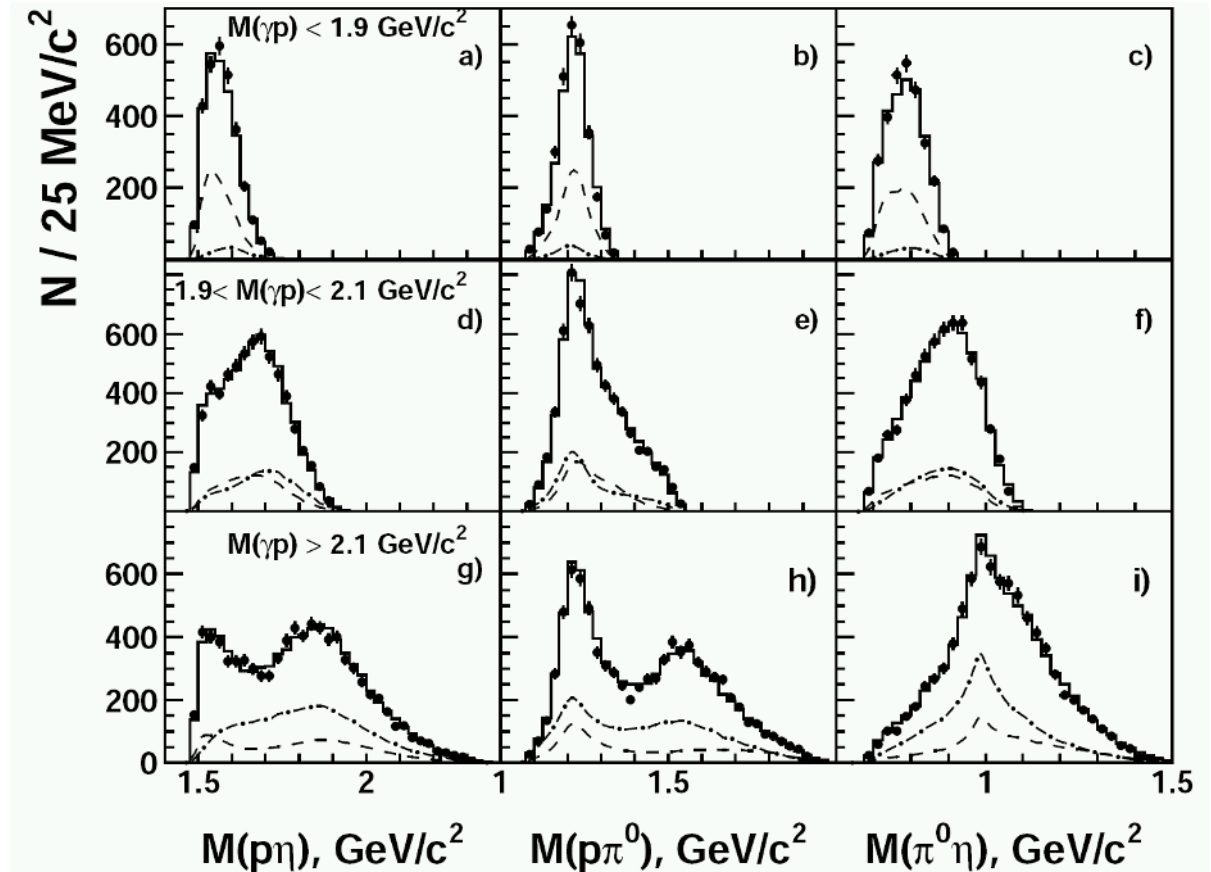 N / 25 MeV/c²
M(γp) < 1.9 GeV/c²
a)
b)
c)
600
400
200
1.9< M(γp)< 2.1 GeV/c²
d)
e)
f)
600
400
200
M(γp) > 2.1 GeV/c²
g)
h)
i)
600
400
200
0
1.5 2 1 1.5 1 1.5
M(pη), GeV/c² M(pπ⁰), GeV/c² M(π⁰η), GeV/c²